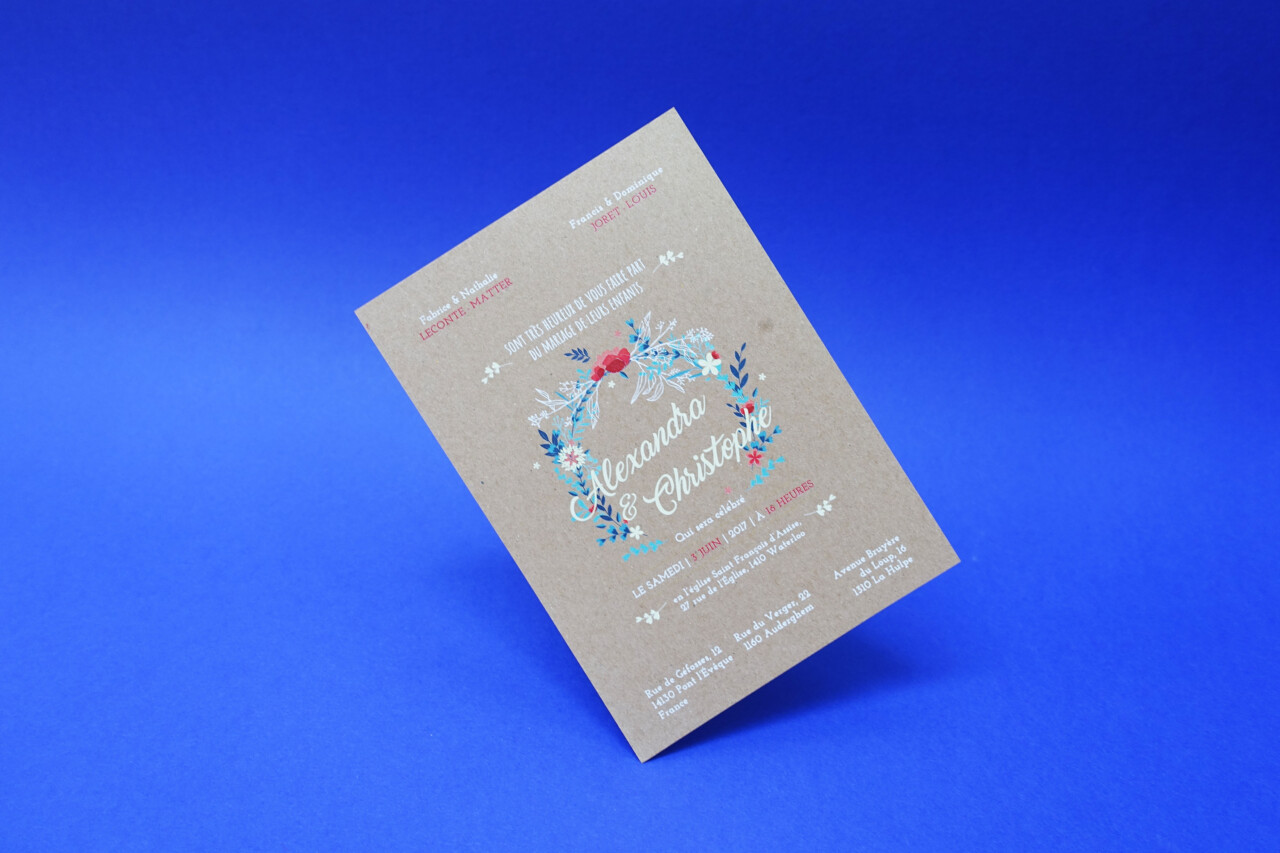 Fabrice & Nathalie
LECONTE - MATTER
Francis & Dominique
JORET - LOUIS
SONT TRÈS HEUREUX DE VOUS FAIRE PART
DU MARIAGE DE LEURS ENFANTS
Alexandra
& Christophe
Qui sera célébré
LE SAMEDI | 3 JUIN | 2017 | À 16 HEURES
en l'église Saint François d'Assise,
27 rue de l'Église, 1410 Waterloo
Rue de Géfosses, 12
14130 Pont l'Evêque
France
Rue du Verger, 22
1160 Auderghem
Avenue Bruyère
du Loup, 16
1310 La Hulpe